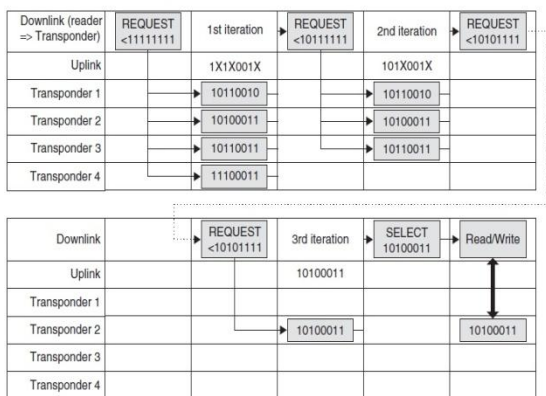 Downlink (reader
=> Transponder)
REQUEST
<11111111
1st iteration
REQUEST
<10111111
2nd iteration
REQUEST
<10101111
Uplink
1X1X001X
101X001X
Transponder 1
10110010
10110010
Transponder 2
10100011
10100011
Transponder 3
10110011
10110011
Transponder 4
11100011
Downlink
REQUEST
<10101111
3rd iteration
SELECT
10100011
Read/Write
Uplink
10100011
Transponder 1
Transponder 2
10100011
10100011
Transponder 3
Transponder 4